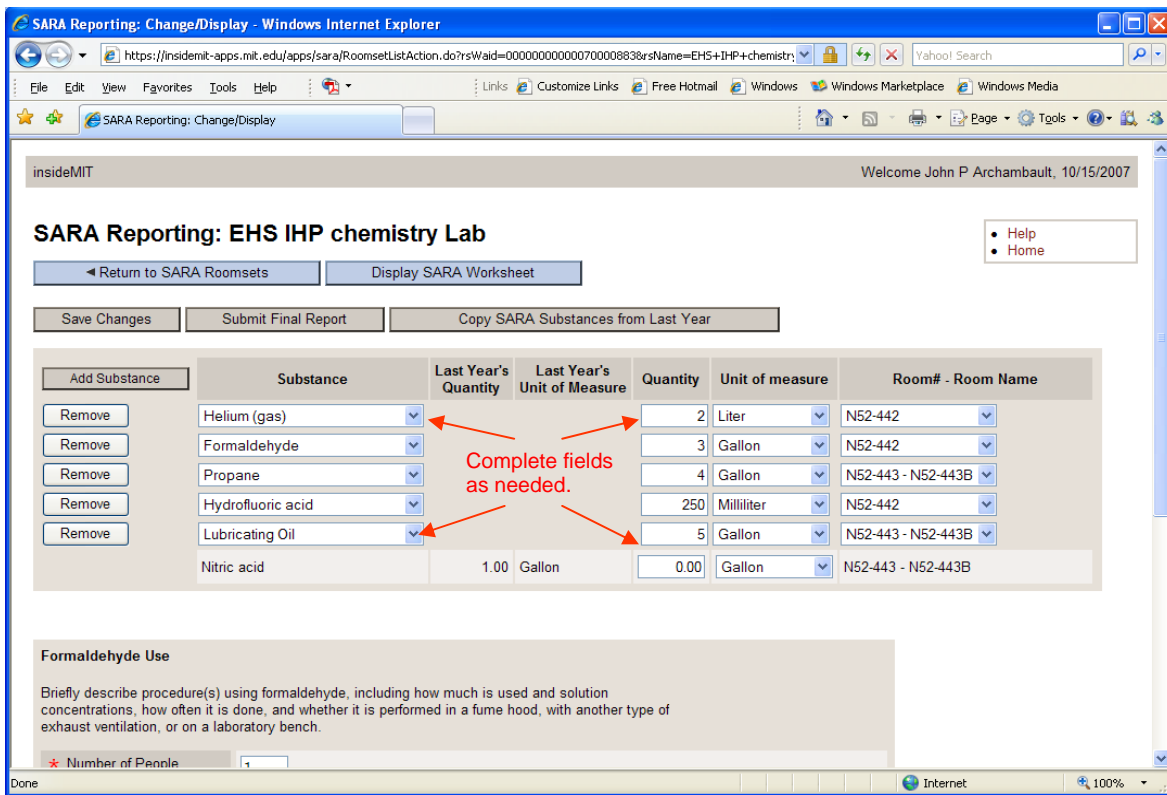 SARA Reporting: Change/Display - Windows Internet Explorer
https://insidemit-apps.mit.edu/apps/sara/RoomsetListAction.do?rsWaid=00000000000070000883&rsName=EHS+IHP+chemistr: Yahoo! Search
File Edit View Favorites Tools Help Links Customize Links Free Hotmail Windows Windows Marketplace Windows Media
SARA Reporting: Change/Display Page Tools
insideMIT Welcome John P Archambault, 10/15/2007
SARA Reporting: EHS IHP chemistry Lab
• Help
• Home
◄ Return to SARA Roomsets Display SARA Worksheet
Save Changes Submit Final Report Copy SARA Substances from Last Year
Add Substance Substance Last Year's Quantity Last Year's Unit of Measure Quantity Unit of measure Room# - Room Name
Remove Helium (gas) 2 Liter N52-442
Remove Formaldehyde 3 Gallon N52-442
Remove Propane 4 Gallon N52-443 - N52-443B
Remove Hydrofluoric acid 250 Milliliter N52-442
Remove Lubricating Oil 5 Gallon N52-443 - N52-443B
Complete fields
as needed.
Nitric acid 1.00 Gallon 0.00 Gallon N52-443 - N52-443B
Formaldehyde Use
Briefly describe procedure(s) using formaldehyde, including how much is used and solution
concentrations, how often it is done, and whether it is performed in a fume hood, with another type of
exhaust ventilation, or on a laboratory bench.
* Number of People 1
Done Internet 100%